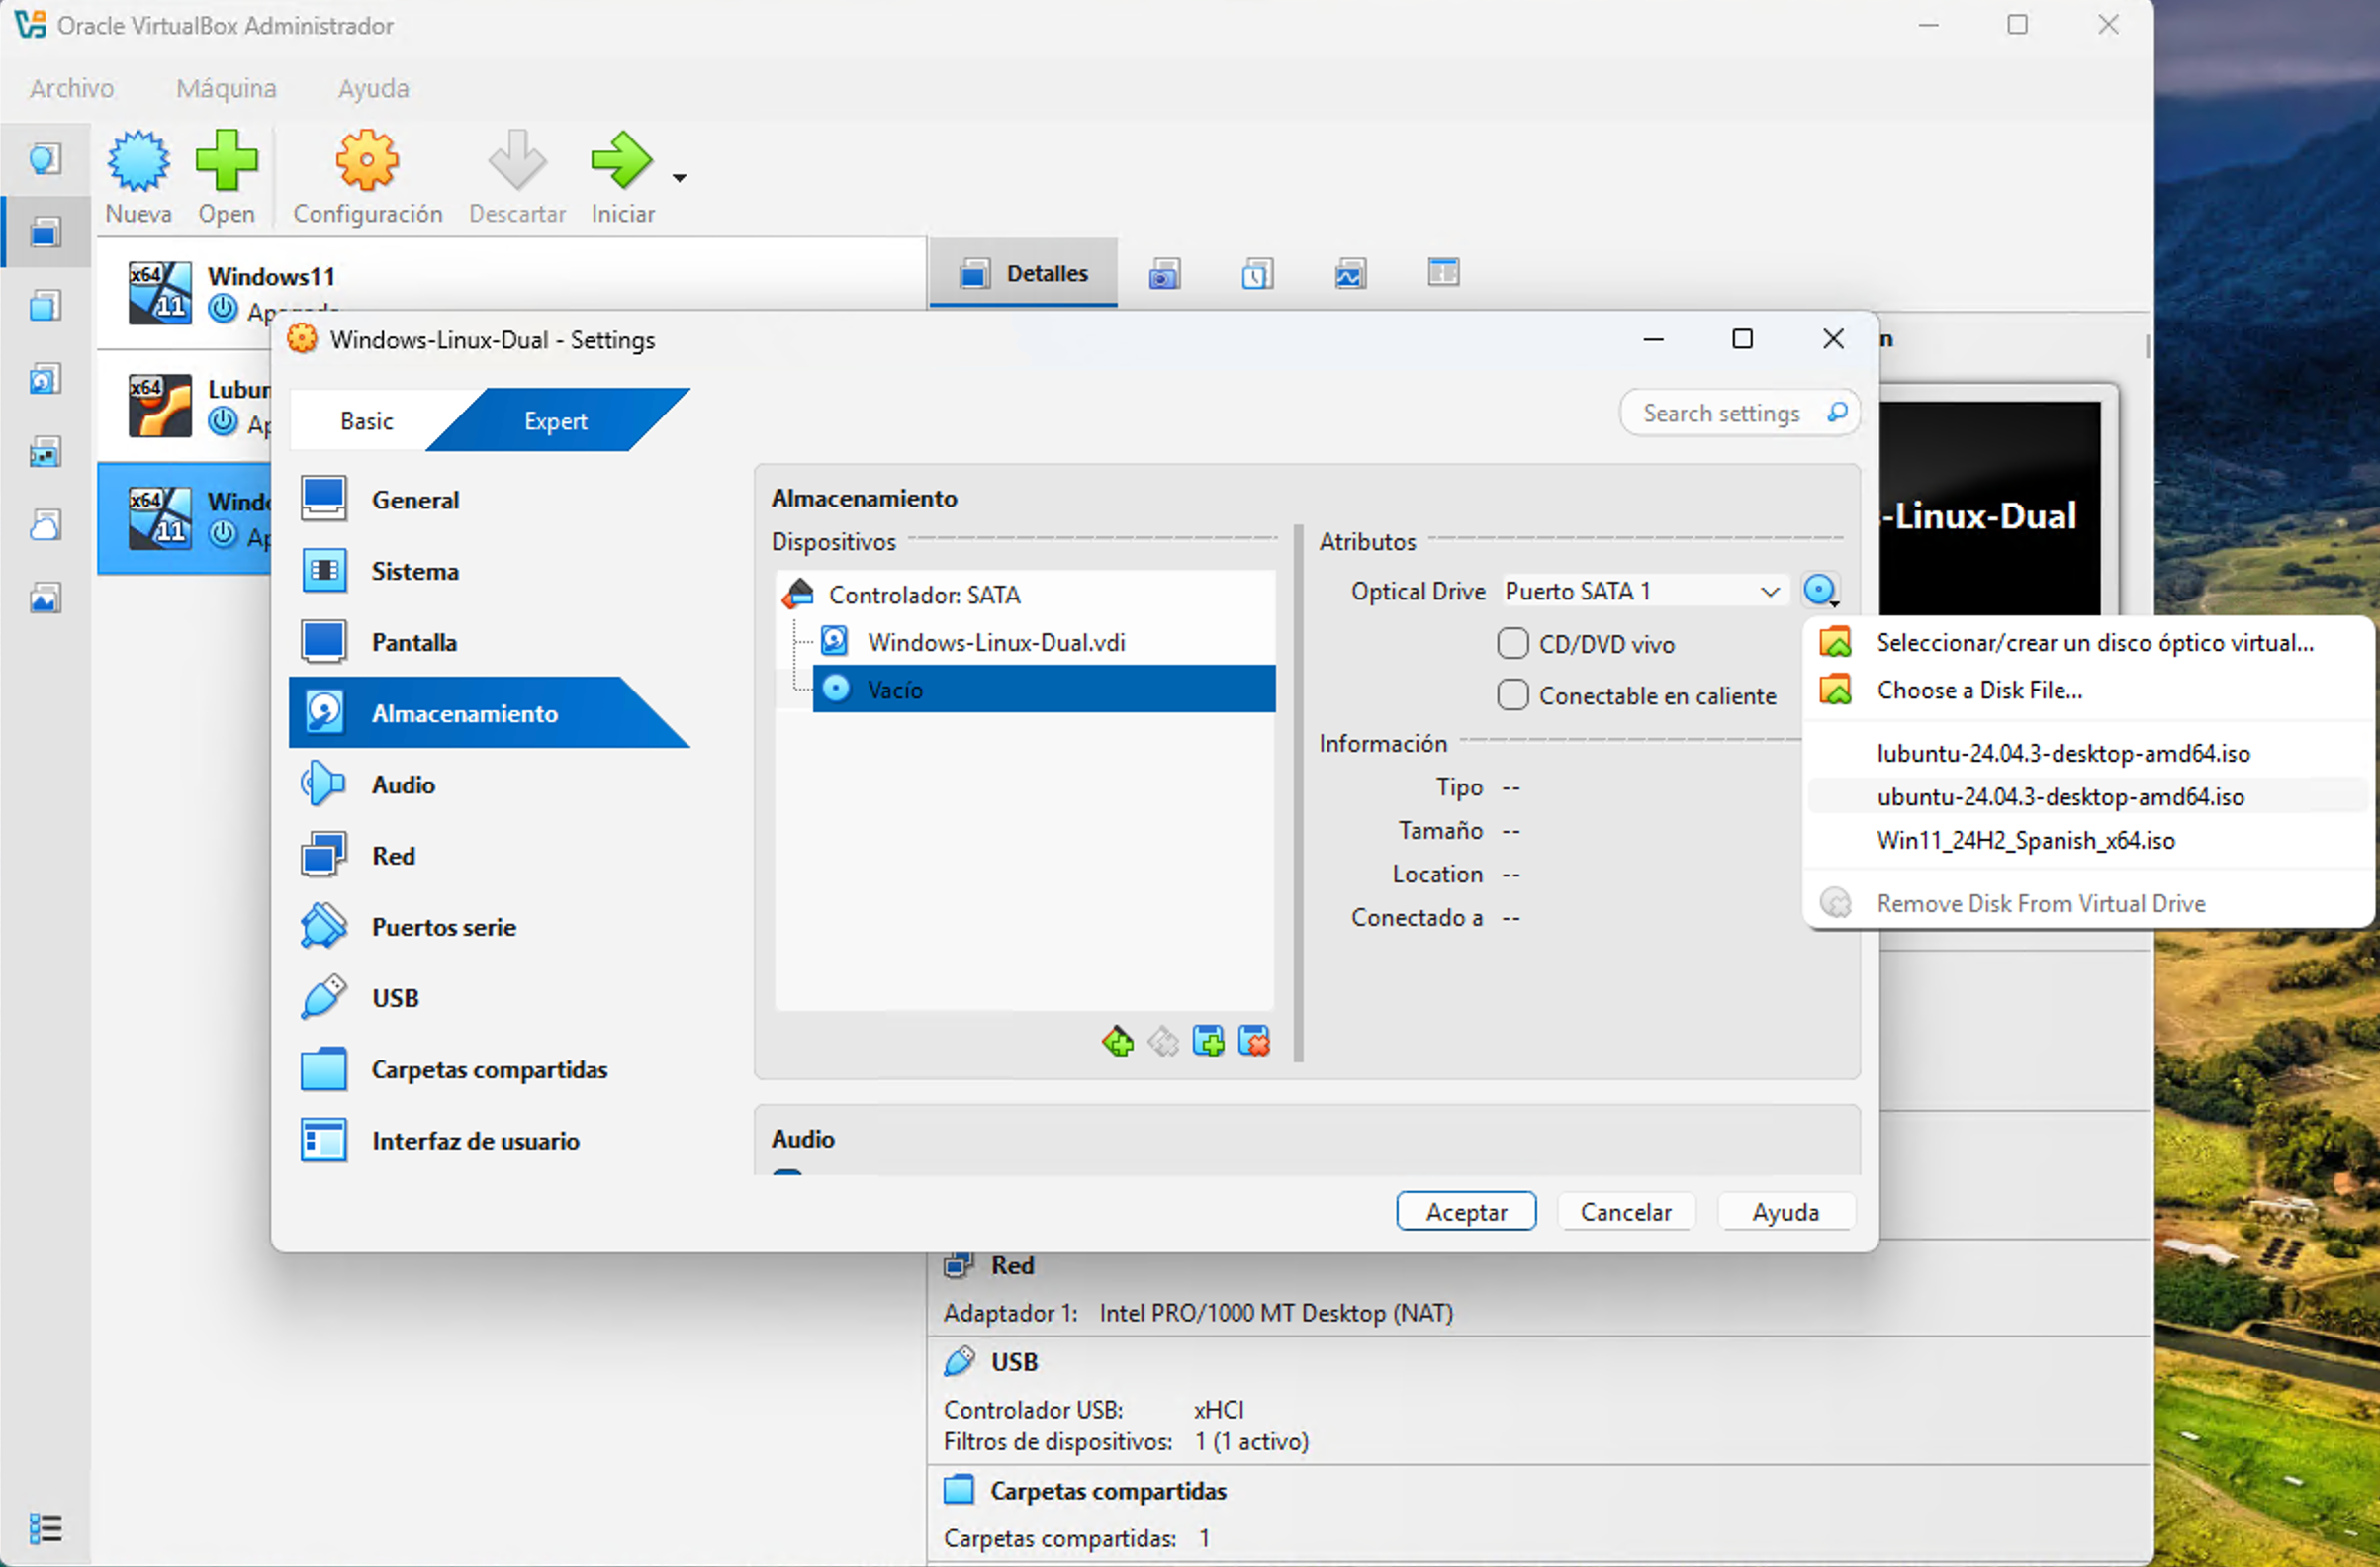 Oracle VirtualBox Administrador
Archivo Máquina Ayuda
Nueva Open Configuración Descartar Iniciar
x64 11 Windows11
Detalles
Windows-Linux-Dual - Settings
x64
x64 11
Basic Expert
Search settings
General
Sistema
Pantalla
Almacenamiento
Audio
Red
Puertos serie
USB
Carpetas compartidas
Interfaz de usuario
Almacenamiento
Dispositivos
Controlador: SATA
Windows-Linux-Dual.vdi
Vacío
Atributos
Optical Drive Puerto SATA 1
CD/DVD vivo
Conectable en caliente
Información
Tipo --
Tamaño --
Location --
Conectado a --
-Linux-Dual
Seleccionar/crear un disco óptico virtual...
Choose a Disk File...
lubuntu-24.04.3-desktop-amd64.iso
ubuntu-24.04.3-desktop-amd64.iso
Win11_24H2_Spanish_x64.iso
Remove Disk From Virtual Drive
Audio
Aceptar Cancelar Ayuda
Red
Adaptador 1: Intel PRO/1000 MT Desktop (NAT)
USB
Controlador USB: xHCI
Filtros de dispositivos: 1 (1 activo)
Carpetas compartidas
Carpetas compartidas: 1